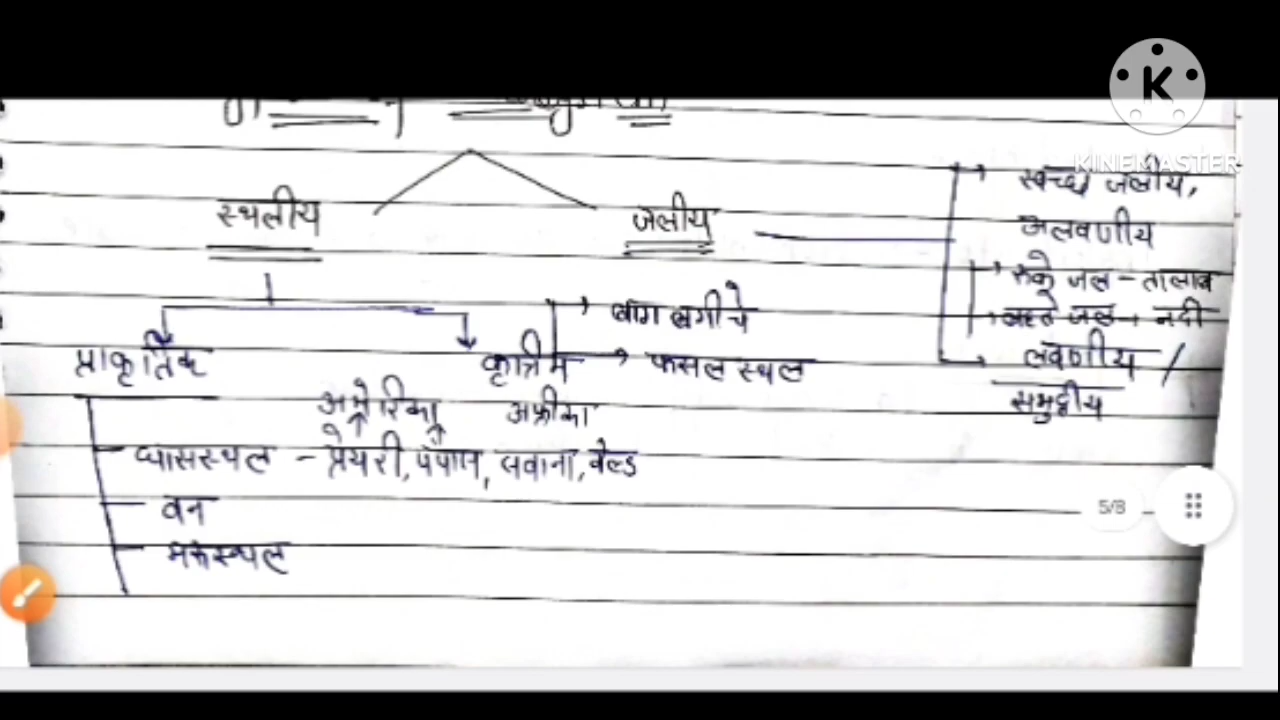 K
KINEMASTER
स्थलीय
जलीय
स्वच्छ जलीय,
अलवणीय
रुके जल - तालाब
बहते जल → नदी
लवणीय /
समुद्रीय
प्राकृतिक
कृत्रिम
→ बाग बगीचे
→ फसल स्थल
अमेरिका अफ्रीका
घासस्थल - प्रेयरी, पंपास, सवाना, वेल्ड
वन
मरुस्थल
5/8